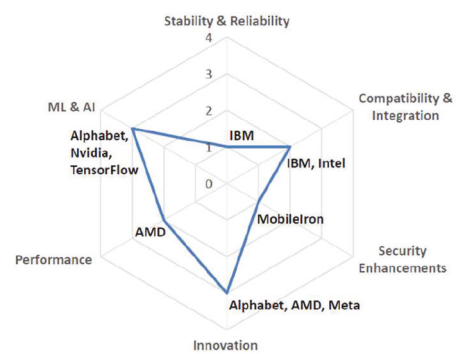 Stability & Reliability
4
3
2
1
0
ML & AI
Compatibility &
Integration
Alphabet,
Nvidia,
TensorFlow
IBM
IBM, Intel
MobileIron
AMD
Performance
Security
Enhancements
Alphabet, AMD, Meta
Innovation